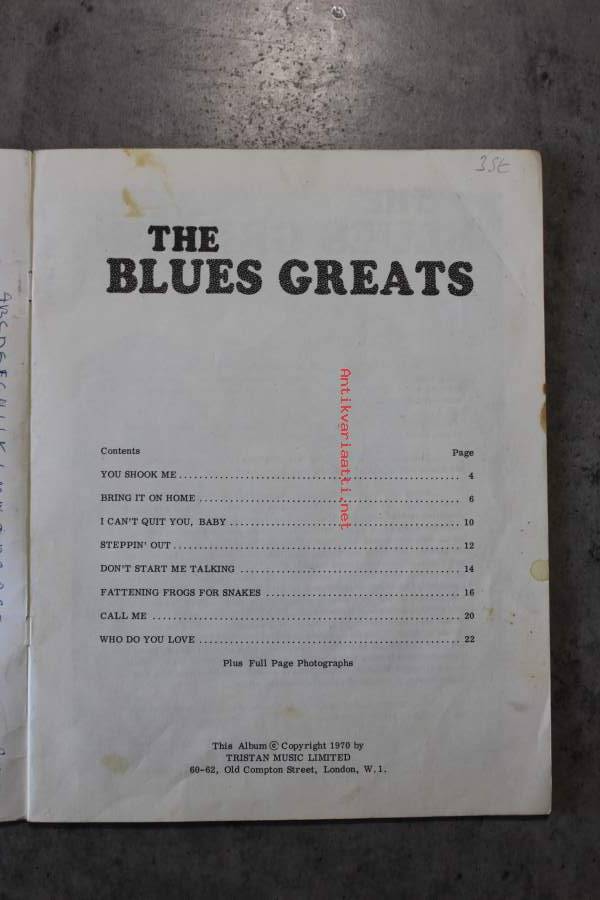 3 SE
THE
BLUES GREATS
Contents Page
YOU SHOOK ME 4
BRING IT ON HOME 6
I CAN'T QUIT YOU, BABY 10
STEPPIN' OUT 12
DON'T START ME TALKING 14
FATTENING FROGS FOR SNAKES 16
CALL ME 20
WHO DO YOU LOVE 22
Plus Full Page Photographs
This Album © Copyright 1970 by
TRISTAN MUSIC LIMITED
60-62, Old Compton Street, London, W.1.
Antikvariaatti.net